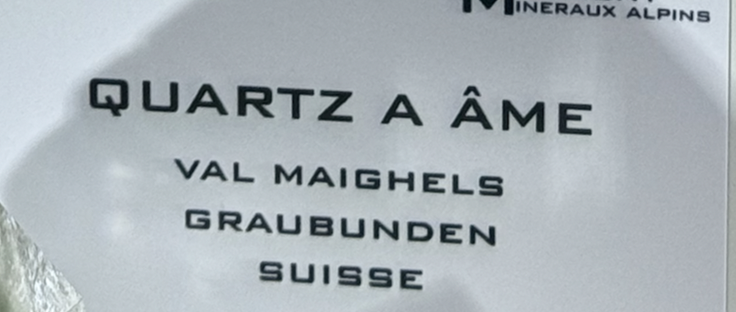 MINERAUX ALPINS
QUARTZ A ÂME
VAL MAIGHELS
GRAUBUNDEN
SUISSE